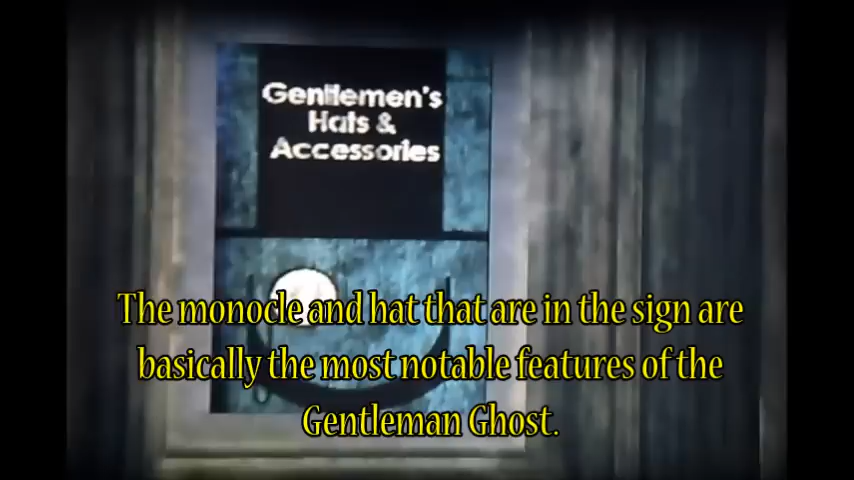 Gentlemen's
Hats &
Accessories
The monocle and hat that are in the sign are
basically the most notable features of the
Gentleman Ghost.